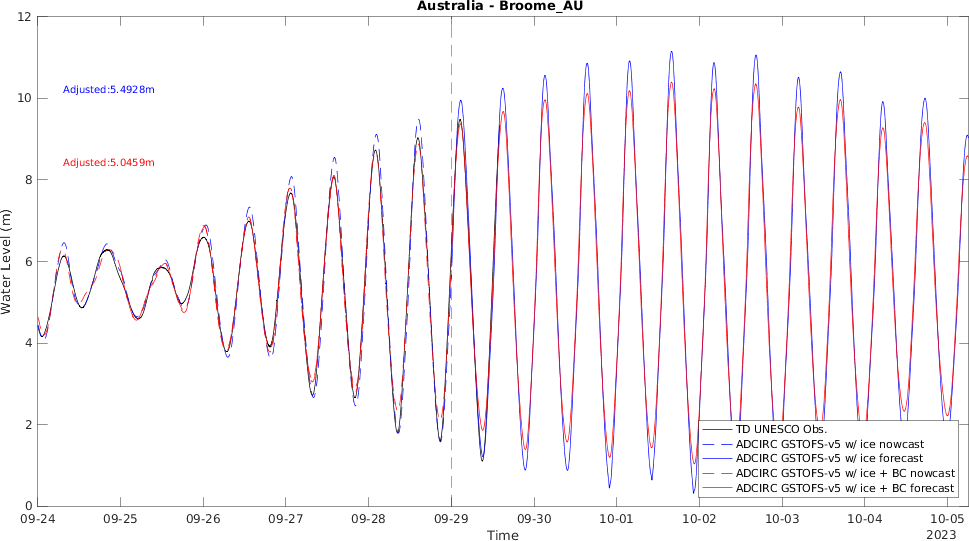 Australia - Broome_AU
12
10
8
6
4
2
0
Water Level (m)
Adjusted:5.4928m
Adjusted:5.0459m
TD UNESCO Obs.
ADCIRC GSTOFS-v5 w/ ice nowcast
ADCIRC GSTOFS-v5 w/ ice forecast
ADCIRC GSTOFS-v5 w/ ice + BC nowcast
ADCIRC GSTOFS-v5 w/ ice + BC forecast
09-24 09-25 09-26 09-27 09-28 09-29 09-30 10-01 10-02 10-03 10-04 10-05
Time
2023